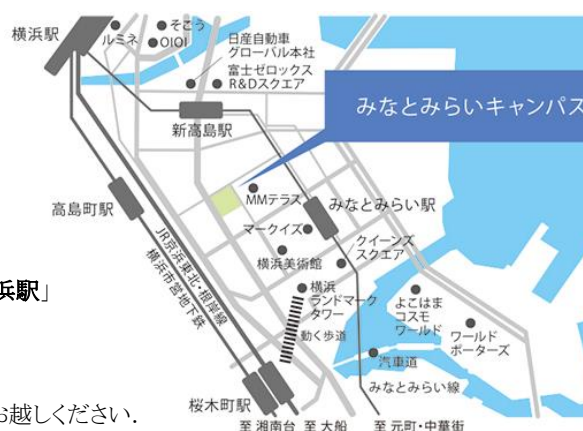 横浜駅
そごう
ルミネ
OIOI
日産自動車
グローバル本社
富士ゼロックス
R&Dスクエア
みなとみらいキャンパス
新高島駅
高島町駅
MMテラス
みなとみらい駅
マークイズ
JR京浜東北・根岸線
横浜市営地下鉄
クイーンズ
スクエア
横浜美術館
浜駅」
横浜
ランドマーク
タワー
よこはま
コスモ
ワールド
動く歩道
ワールド
ポーターズ
汽車道
みなとみらい線
桜木町駅
お越しください.
至 湘南台
至 大船
至 元町・中華街